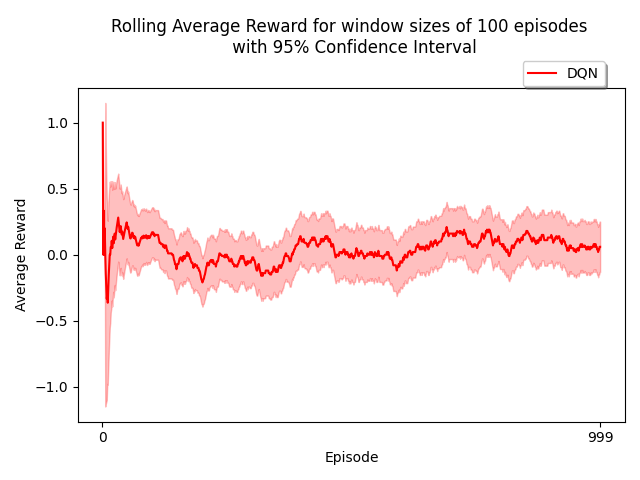 Rolling Average Reward for window sizes of 100 episodes
with 95% Confidence Interval
DQN
1.0
0.5
0.0
−0.5
−1.0
Average Reward
0
999
Episode